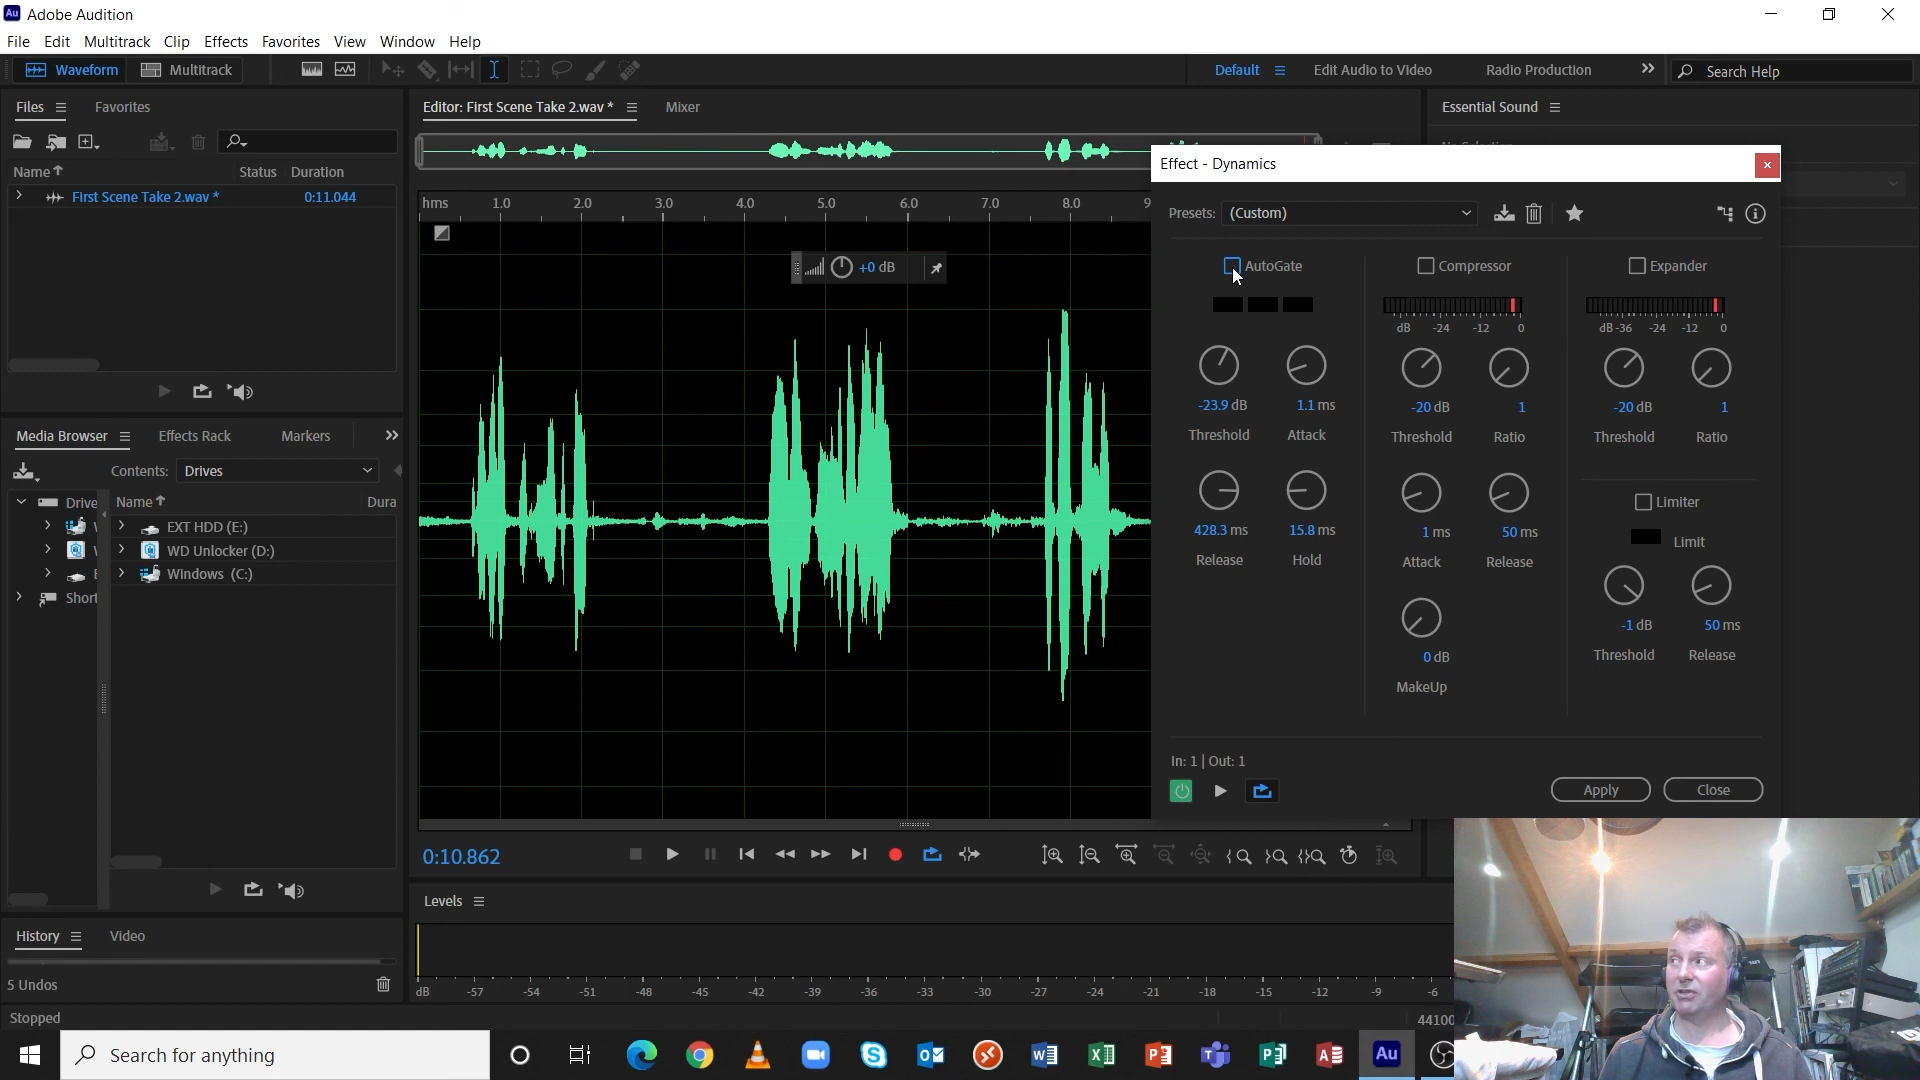 Au Adobe Audition
File Edit Multitrack Clip Effects Favorites View Window Help
Waveform Multitrack Default Edit Audio to Video Radio Production Search Help
Files Favorites
Editor: First Scene Take 2.wav * Mixer
Essential Sound
Name Status Duration
First Scene Take 2.wav * 0:11.044
hms 1.0 2.0 3.0 4.0 5.0 6.0 7.0 8.0 9
+0 dB
Effect - Dynamics
Presets: (Custom)
AutoGate Compressor Expander
dB -24 -12 0
dB -36 -24 -12 0
-23.9 dB 1.1 ms -20 dB 1 -20 dB 1
Threshold Attack Threshold Ratio Threshold Ratio
Limiter
428.3 ms 15.8 ms 1 ms 50 ms
Limit
Release Hold Attack Release
-1 dB 50 ms
Threshold Release
0 dB
MakeUp
In: 1 | Out: 1
Apply Close
Media Browser Effects Rack Markers
Contents: Drives
Drive Name Dura
EXT HDD (E:)
WD Unlocker (D:)
Windows (C:)
Short
0:10.862
Levels
dB -57 -54 -51 -48 -45 -42 -39 -36 -33 -30 -27 -24 -21 -18 -15 -12 -9 -6
History Video
5 Undos
Stopped 44100
Search for anything
Au